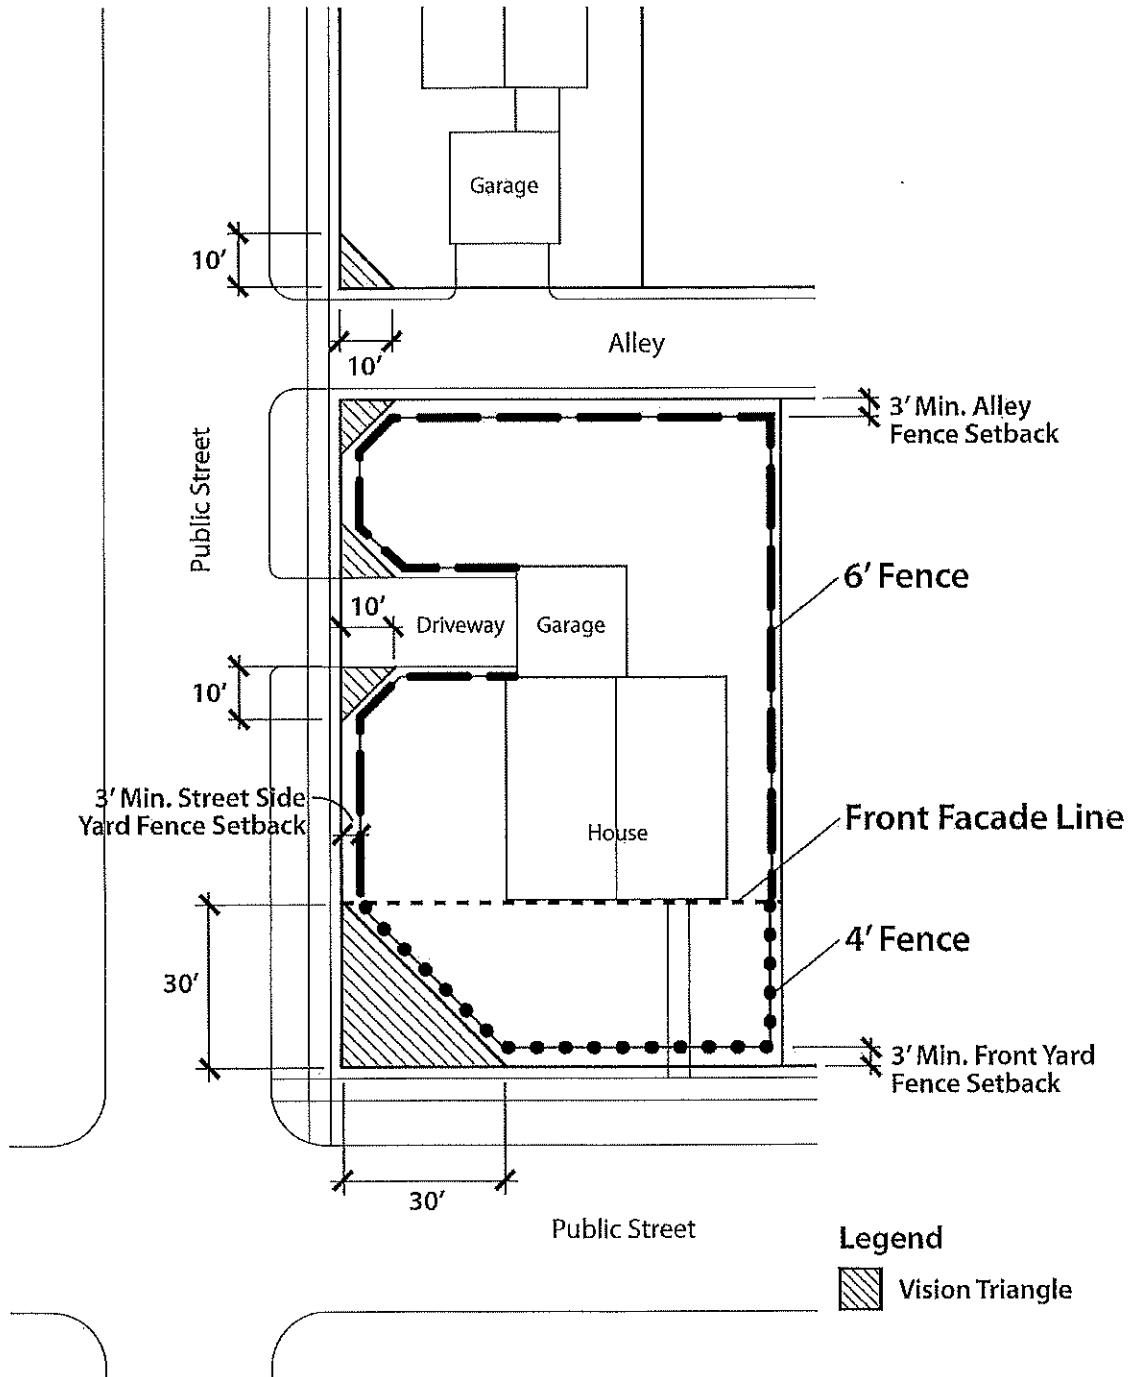 Garage
10’
10’
Alley
3’ Min. Alley
Fence Setback
Public Street
6’ Fence
10’
Driveway
Garage
10’
3’ Min. Street Side
Yard Fence Setback
House
Front Facade Line
4’ Fence
30’
3’ Min. Front Yard
Fence Setback
30’
Public Street
Legend
Vision Triangle